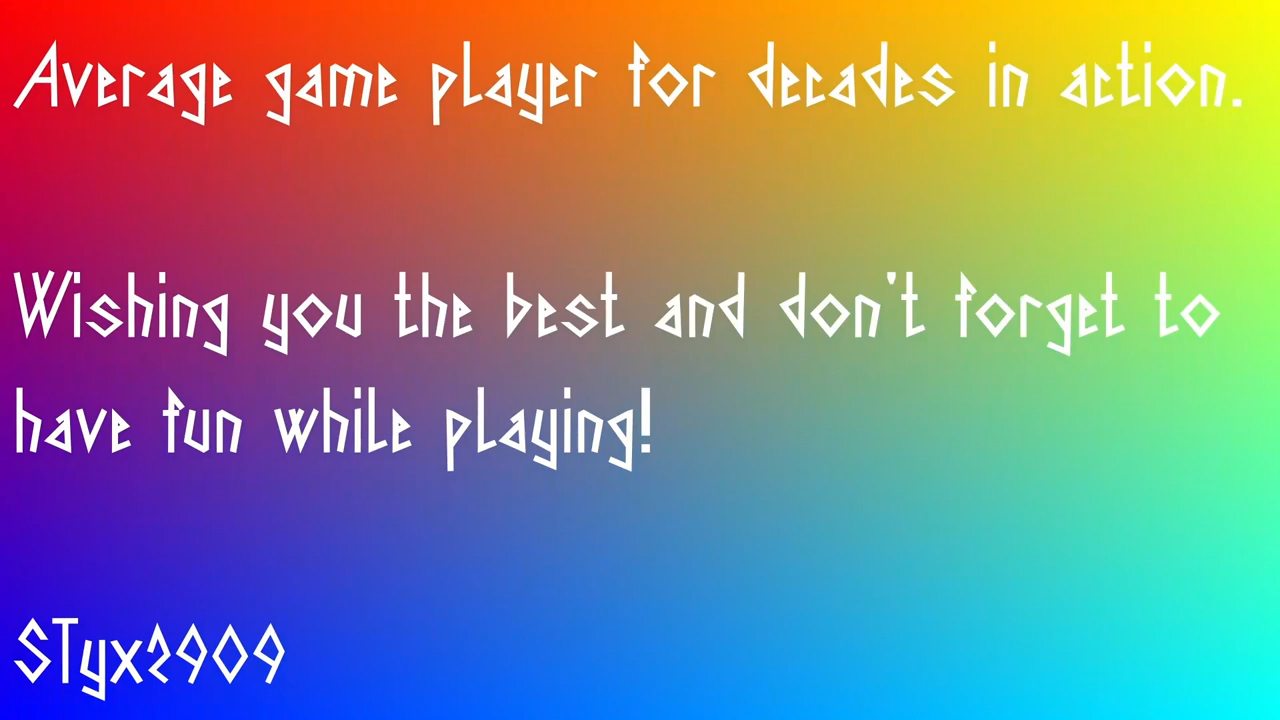 Average game player for decades in action.
Wishing you the best and don't forget to
have fun while playing!
STyx2909